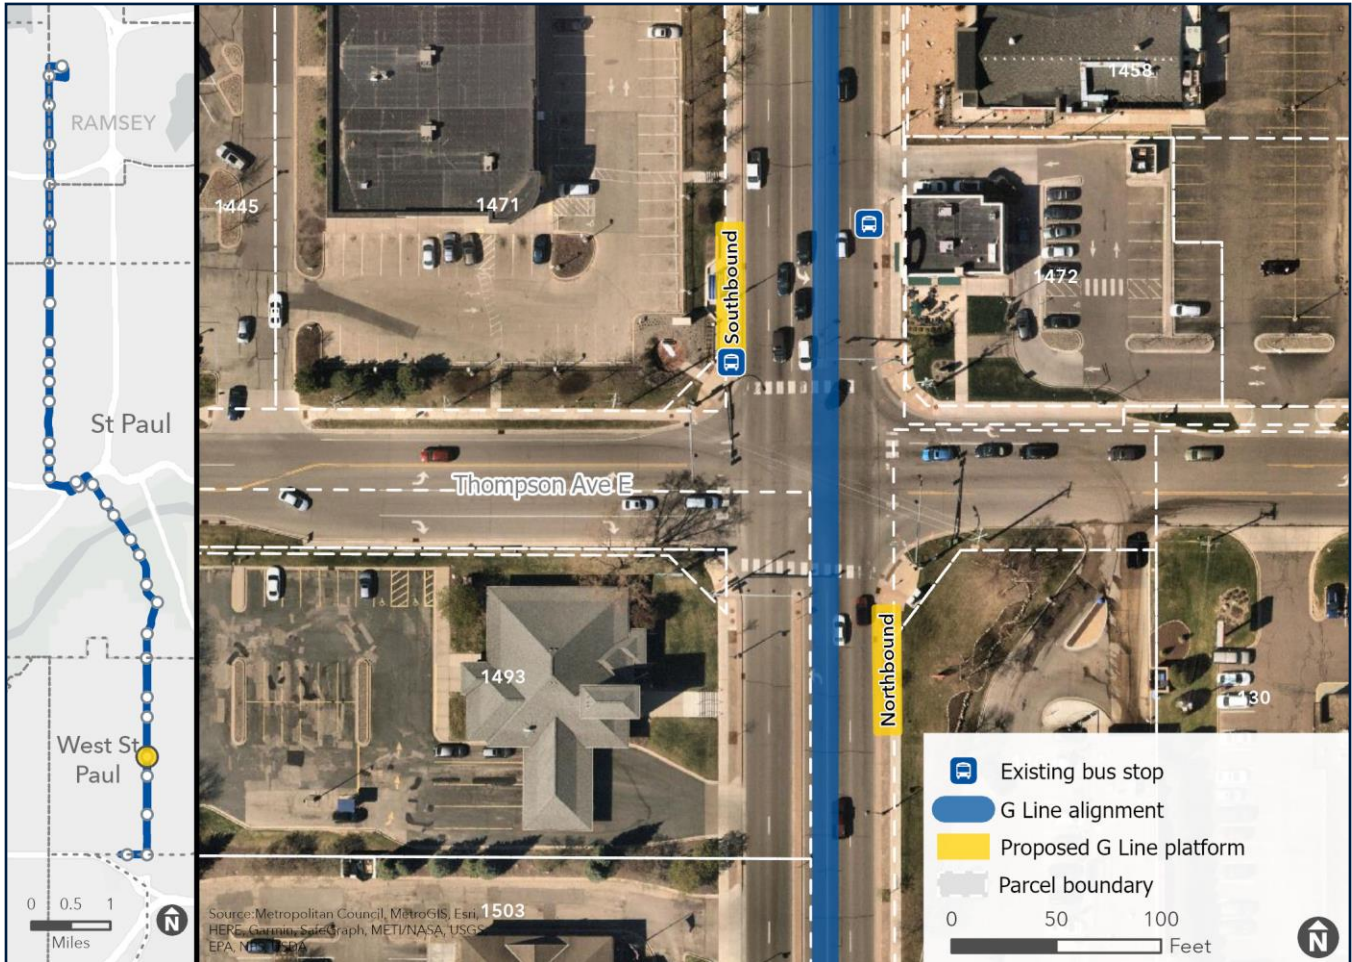 RAMSEY
St Paul
West St
Paul
0 0.5 1
Miles
N
1445
1471
1458
1472
Southbound
Thompson Ave E
Northbound
1493
130
1503
Source:Metropolitan Council, MetroGIS, Esri,
HERE, Garmin, SafeGraph, METI/NASA, USGS,
EPA, NPS, USDA
Existing bus stop
G Line alignment
Proposed G Line platform
Parcel boundary
0 50 100
Feet
N